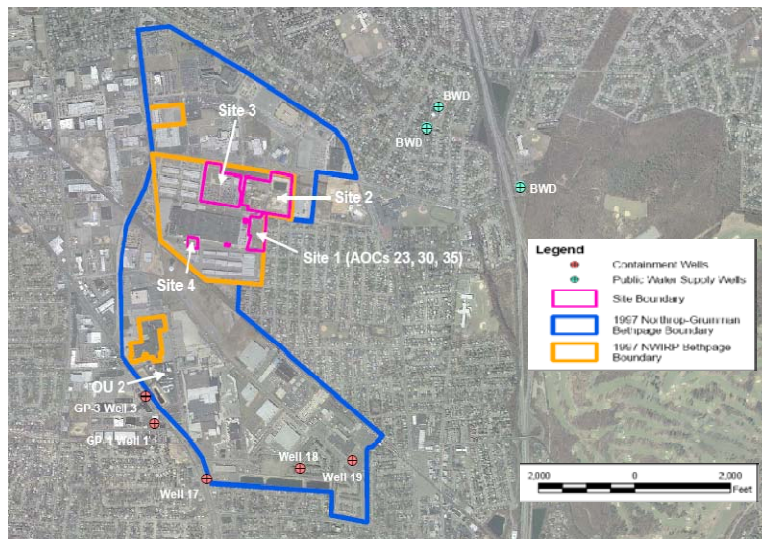 BWD
BWD
Site 3
BWD
Site 2
Site 1 (AOCs 23, 30, 35)
Site 4
Legend
Containment Wells
Public Water Supply Wells
Site Boundary
1997 Northrop-Grumman
Bethpage Boundary
1997 NWIRP Bethpage
Boundary
OU 2
GP-3 Well 3
GP-1 Well 1
Well 18
Well 19
Well 17
2,000 0 2,000
Feet